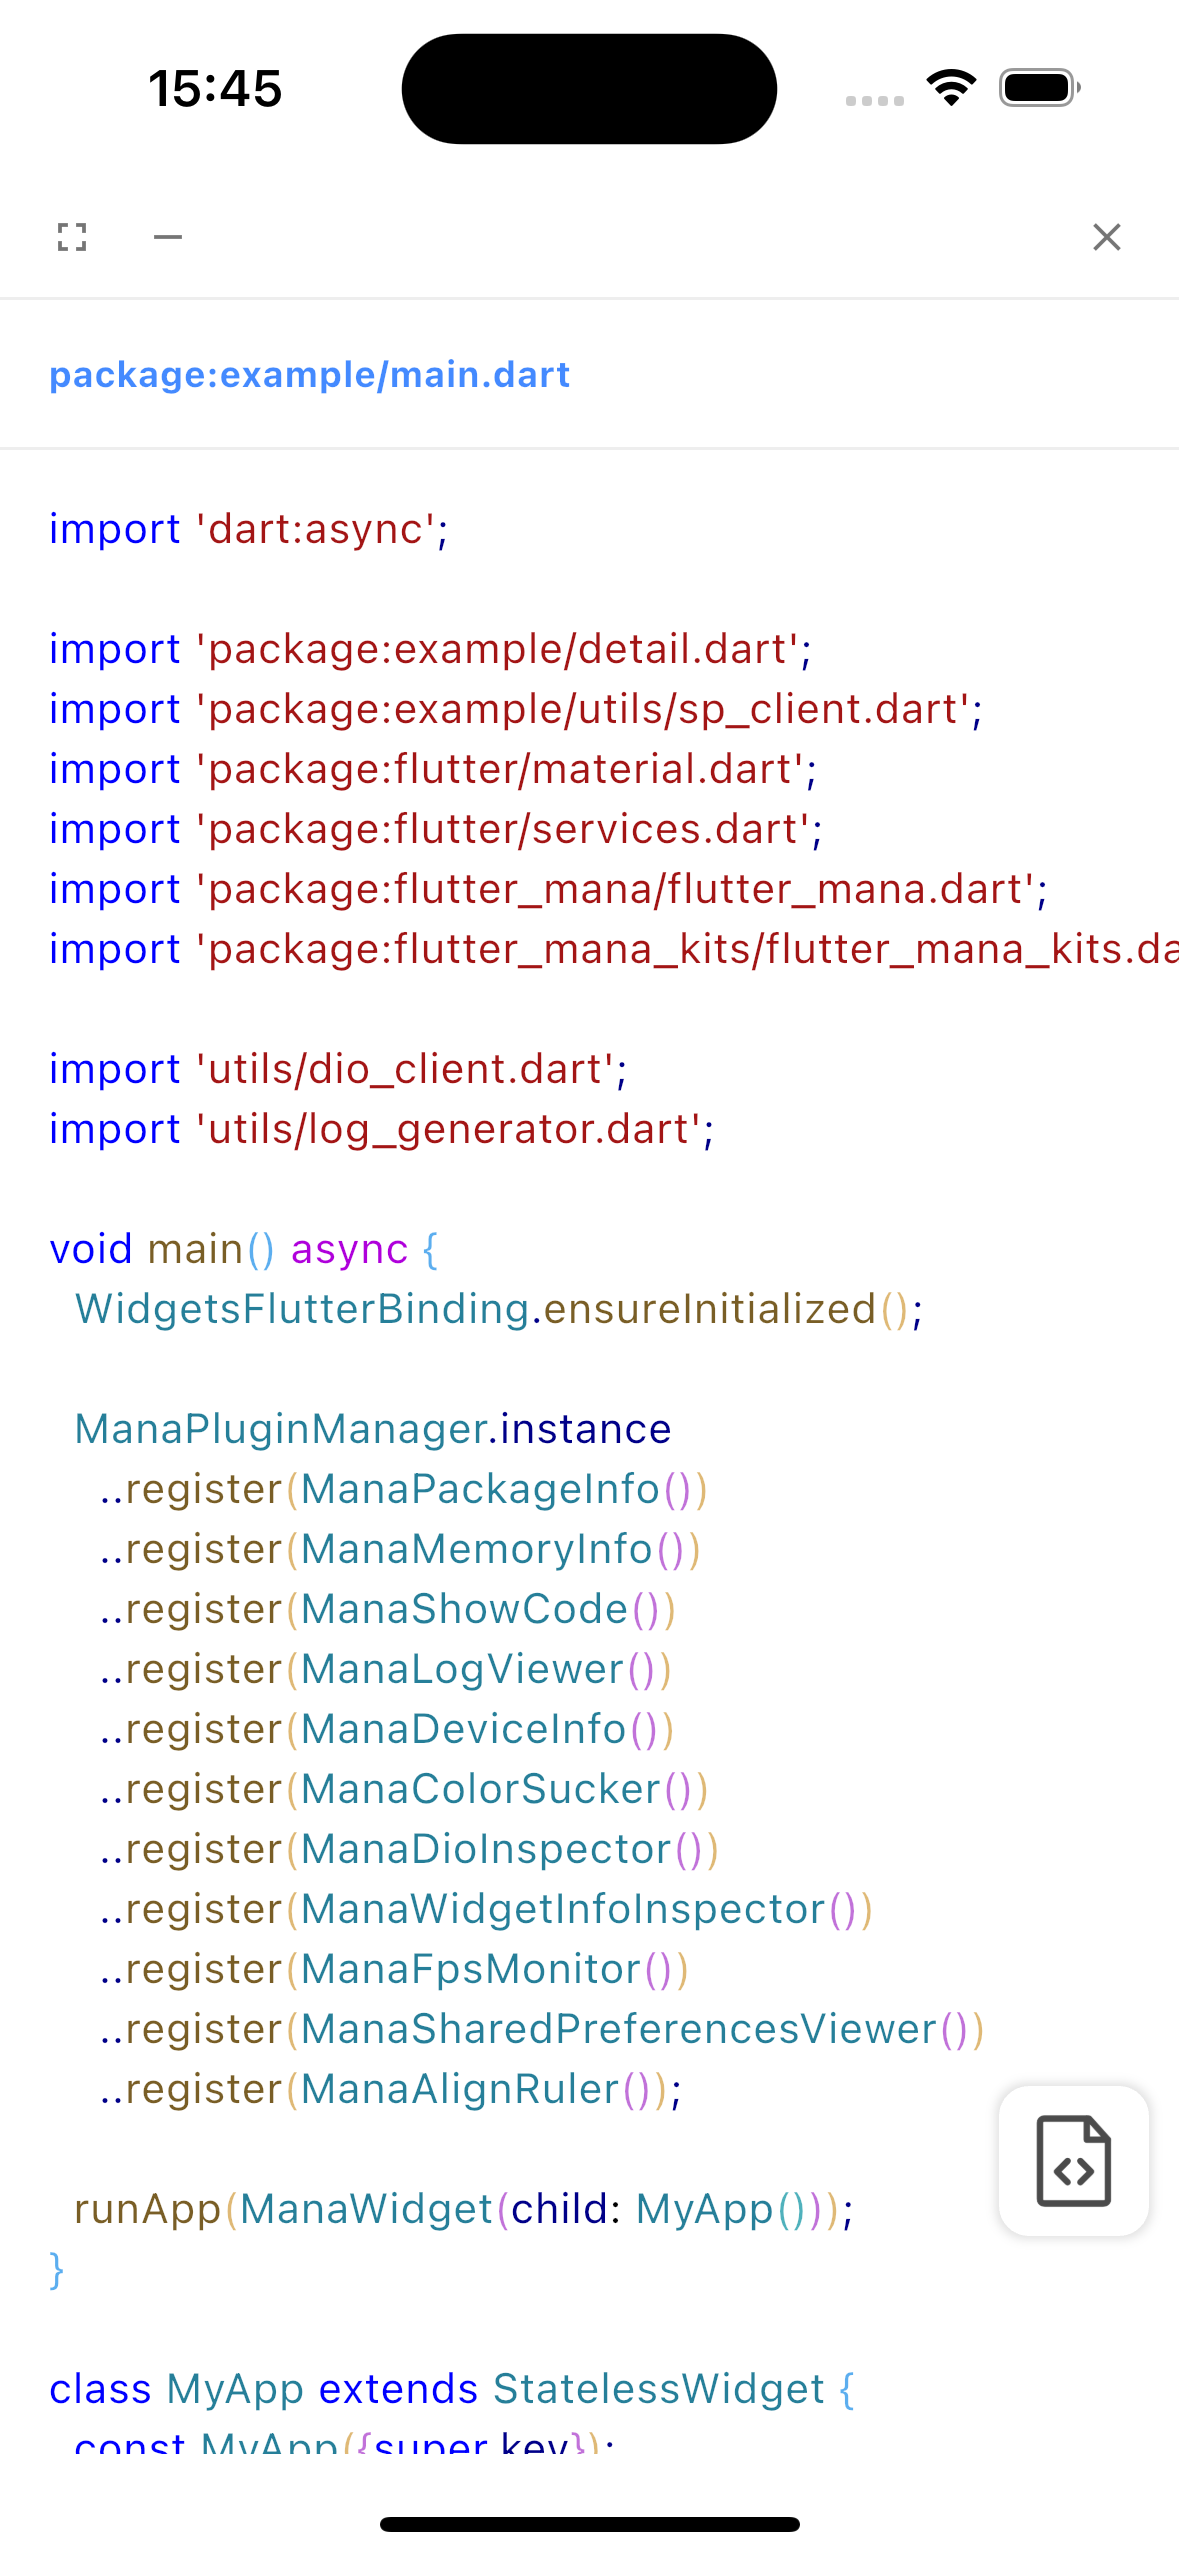 15:45
package:example/main.dart
import 'dart:async';
import 'package:example/detail.dart';
import 'package:example/utils/sp_client.dart';
import 'package:flutter/material.dart';
import 'package:flutter/services.dart';
import 'package:flutter_mana/flutter_mana.dart';
import 'package:flutter_mana_kits/flutter_mana_kits.da
import 'utils/dio_client.dart';
import 'utils/log_generator.dart';
void main() async {
  WidgetsFlutterBinding.ensureInitialized();
  ManaPluginManager.instance
    ..register(ManaPackageInfo())
    ..register(ManaMemoryInfo())
    ..register(ManaShowCode())
    ..register(ManaLogViewer())
    ..register(ManaDeviceInfo())
    ..register(ManaColorSucker())
    ..register(ManaDioInspector())
    ..register(ManaWidgetInfoInspector())
    ..register(ManaFpsMonitor())
    ..register(ManaSharedPreferencesViewer())
    ..register(ManaAlignRuler());
  runApp(ManaWidget(child: MyApp()));
}
class MyApp extends StatelessWidget {
  const MyApp({super.key});